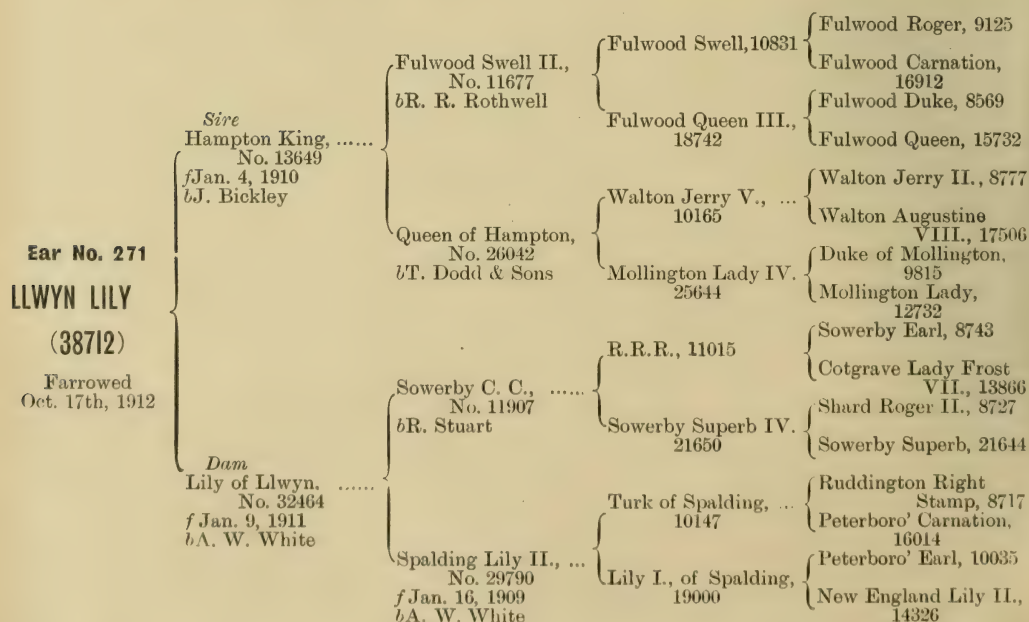 Ear No. 271
LLWYN LILY
(38712)
Farrowed
Oct. 17th, 1912
Sire
Hampton King, ......
No. 13649
f Jan. 4, 1910
b J. Bickley
Dam
Lily of Llwyn. ......
No. 32464
f Jan. 9, 1911
b A. W. White
Fulwood Swell II.,
No. 11677
b R. R. Rothwell
Queen of Hampton,
No. 26042
b T. Dodd & Sons
Sowerby C. C., ......
No. 11907
b R. Stuart
Spalding Lily II., ...
No. 29790
f Jan. 16, 1909
b A. W. White
Fulwood Swell, 10831
Fulwood Queen III.,
18742
Walton Jerry V., ...
10165
Mollington Lady IV.
25644
R.R.R., 11015
Sowerby Superb IV.
21650
Turk of Spalding, ...
10147
Lily I., of Spalding,
19000
Fulwood Roger, 9125
Fulwood Carnation,
16912
Fulwood Duke, 8569
Fulwood Queen, 15732
Walton Jerry II., 8777
Walton Augustine
VIII., 17506
Duke of Mollington,
9815
Mollington Lady,
12732
Sowerby Earl, 8743
Cotgrave Lady Frost
VII., 13866
Shard Roger II., 8727
Sowerby Superb, 21644
Ruddington Right
Stamp, 8717
Peterboro' Carnation,
16014
Peterboro' Earl, 10035
New England Lily II.,
14326